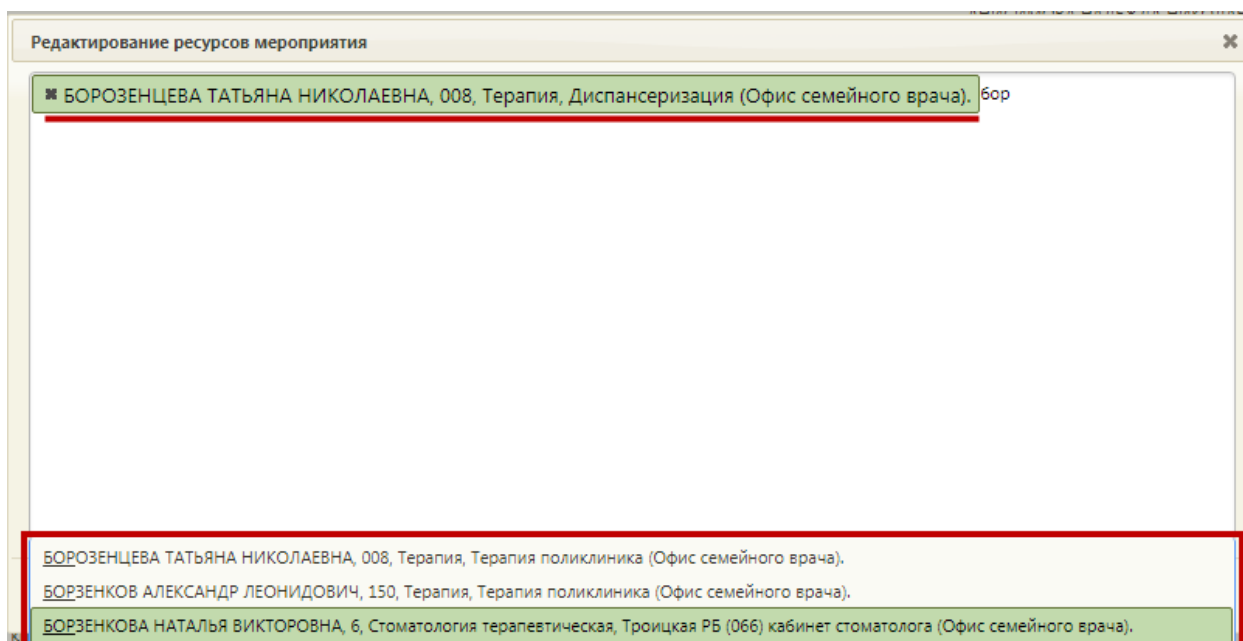 Редактирование ресурсов мероприятия
БОРОЗЕНЦЕВА ТАТЬЯНА НИКОЛАЕВНА, 008, Терапия, Диспансеризация (Офис семейного врача). бор
БОРОЗЕНЦЕВА ТАТЬЯНА НИКОЛАЕВНА, 008, Терапия, Терапия поликлиника (Офис семейного врача).
БОРЗЕНКОВ АЛЕКСАНДР ЛЕОНИДОВИЧ, 150, Терапия, Терапия поликлиника (Офис семейного врача).
БОРЗЕНКОВА НАТАЛЬЯ ВИКТОРОВНА, 6, Стоматология терапевтическая, Троицкая РБ (066) кабинет стоматолога (Офис семейного врача).